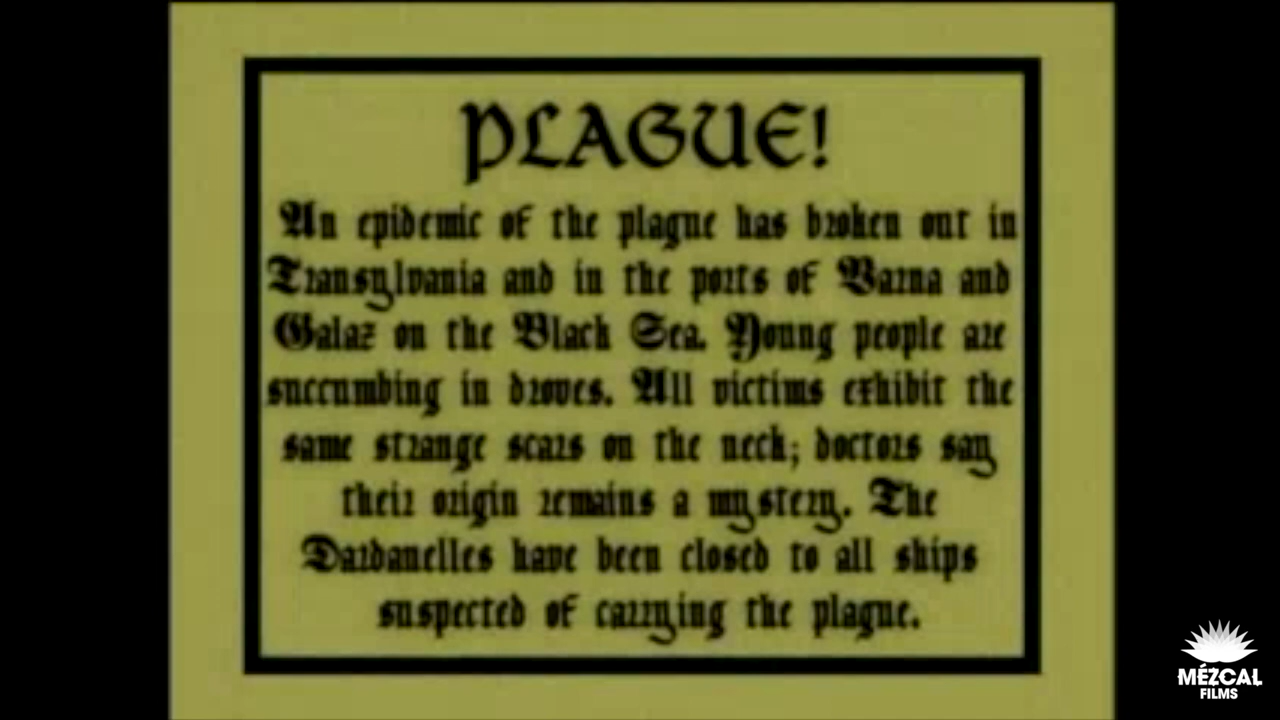 PLAGUE!
An epidemic of the plague has broken out in
Transylvania and in the ports of Varna and
Galaz on the Black Sea. Young people are
succumbing in droves. All victims exhibit the
same strange scars on the neck; doctors say
their origin remains a mystery. The
Dardanelles have been closed to all ships
suspected of carrying the plague.
MÉZCAL
FILMS